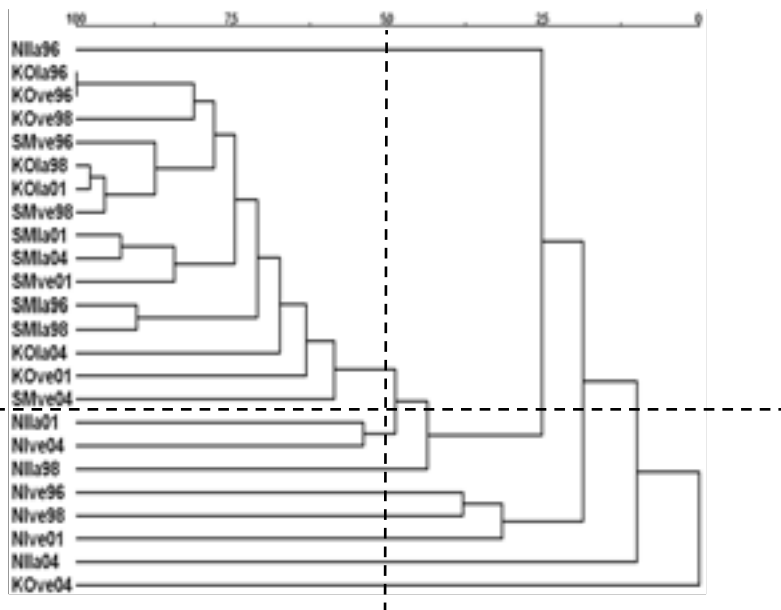 100 75 50 25 0
NIla96
KOla96
KOve96
KOve98
SMve96
KOla98
KOla01
SMve98
SMla01
SMla04
SMve01
SMla96
SMla98
KOla04
KOve01
SMve04
NIla01
NIve04
NIla98
NIve96
NIve98
NIve01
NIla04
KOve04